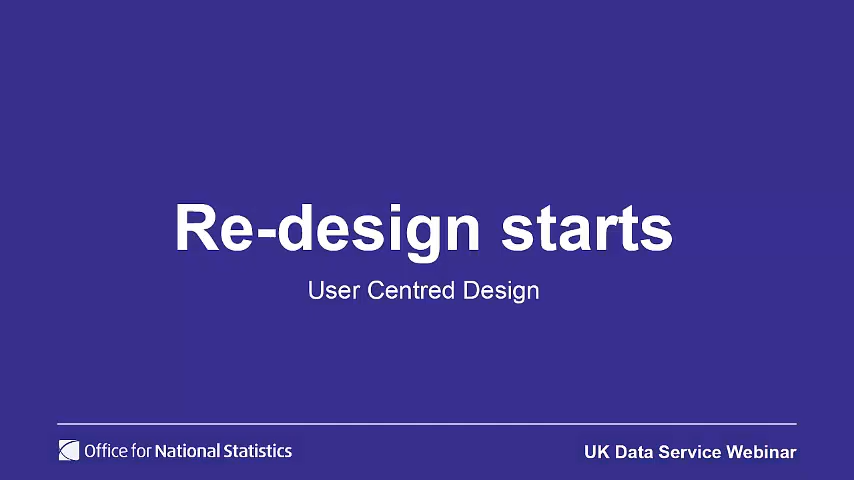 Re-design starts
User Centred Design
Office for National Statistics
UK Data Service Webinar